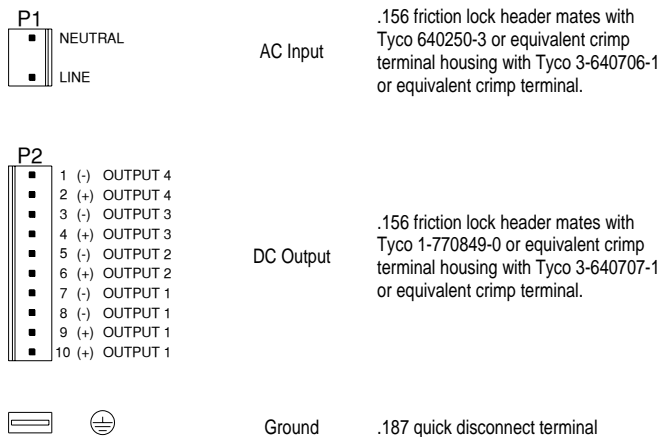 P1
NEUTRAL
LINE
AC Input
.156 friction lock header mates with
Tyco 640250-3 or equivalent crimp
terminal housing with Tyco 3-640706-1
or equivalent crimp terminal.
P2
1 (-) OUTPUT 4
2 (+) OUTPUT 4
3 (-) OUTPUT 3
4 (+) OUTPUT 3
5 (-) OUTPUT 2
6 (+) OUTPUT 2
7 (-) OUTPUT 1
8 (-) OUTPUT 1
9 (+) OUTPUT 1
10 (+) OUTPUT 1
DC Output
.156 friction lock header mates with
Tyco 1-770849-0 or equivalent crimp
terminal housing with Tyco 3-640707-1
or equivalent crimp terminal.
Ground
.187 quick disconnect terminal